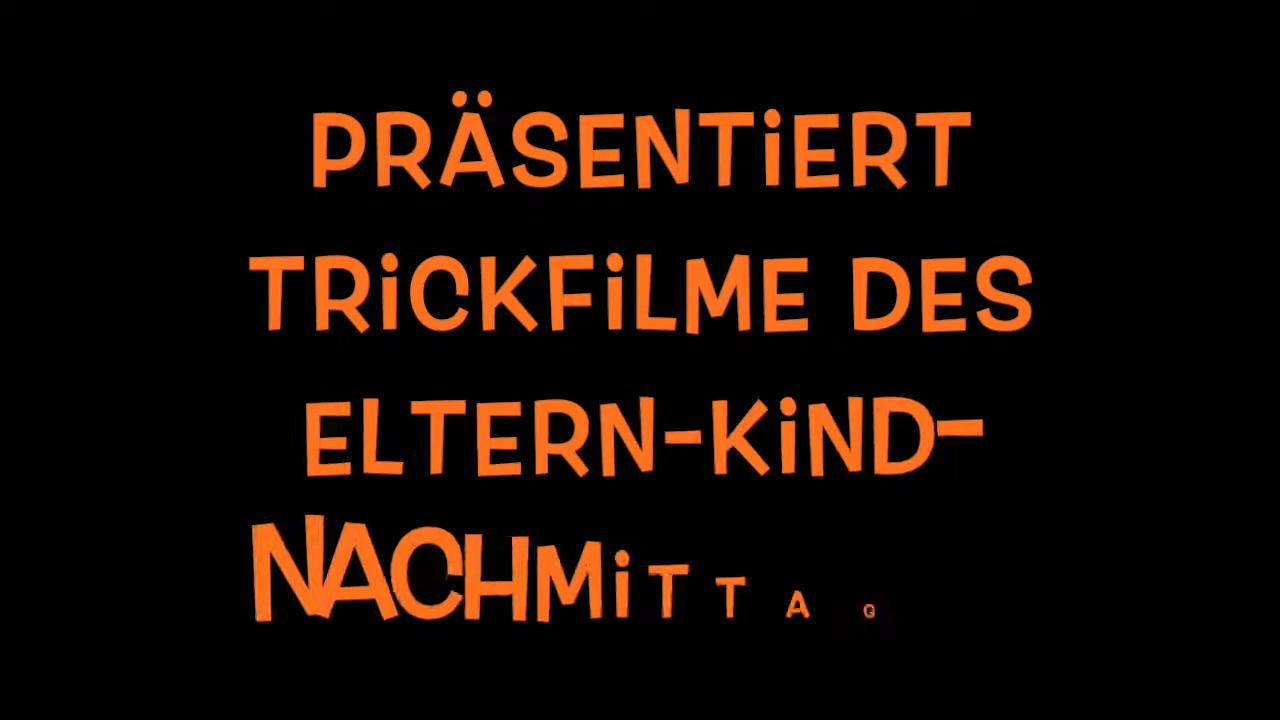 PRÄSENTiERT
TRiCKFiLME DES
ELTERN-KiND-
NACHMiTTAG